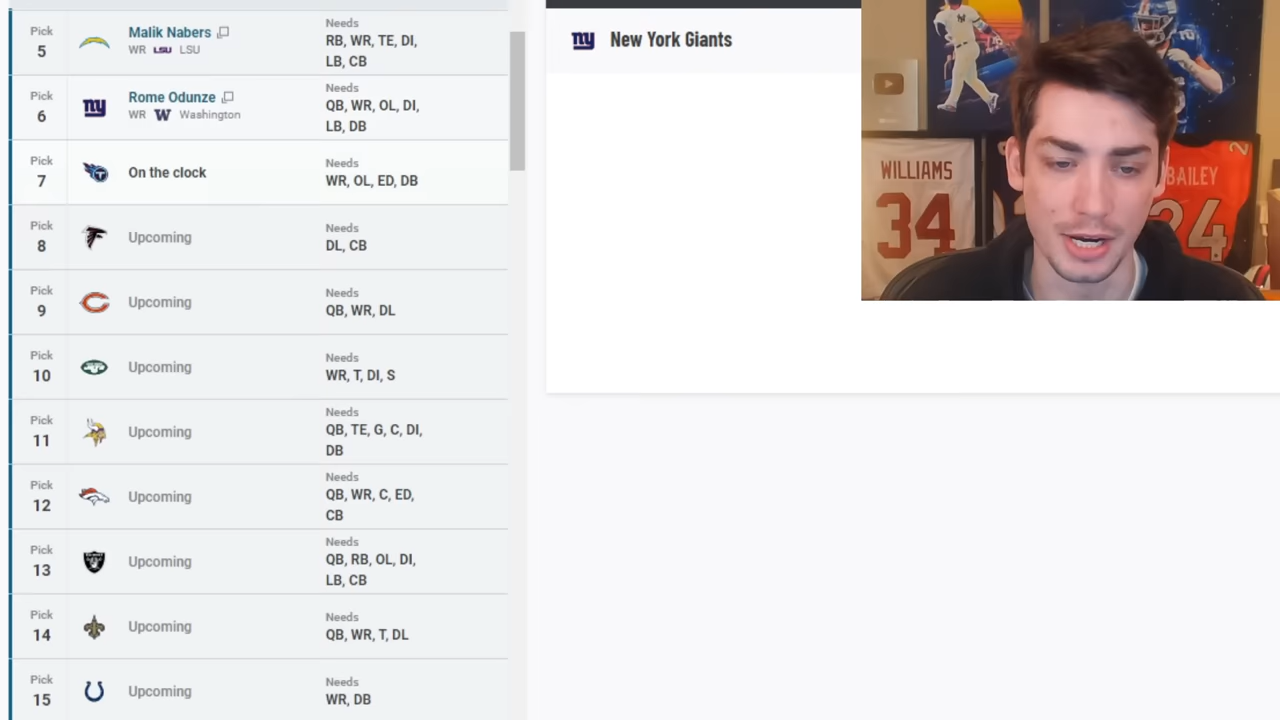 Pick
5
Malik Nabers
WR LSU LSU
Needs
RB, WR, TE, DI,
LB, CB
Pick
6
ny
Rome Odunze
WR W Washington
Needs
QB, WR, OL, DI,
LB, DB
Pick
7
On the clock
Needs
WR, OL, ED, DB
Pick
8
Upcoming
Needs
DL, CB
Pick
9
Upcoming
Needs
QB, WR, DL
Pick
10
Upcoming
Needs
WR, T, DI, S
Pick
11
Upcoming
Needs
QB, TE, G, C, DI,
DB
Pick
12
Upcoming
Needs
QB, WR, C, ED,
CB
Pick
13
Upcoming
Needs
QB, RB, OL, DI,
LB, CB
Pick
14
Upcoming
Needs
QB, WR, T, DL
Pick
15
Upcoming
Needs
WR, DB
ny New York Giants
WILLIAMS
34
BAILEY
24
2